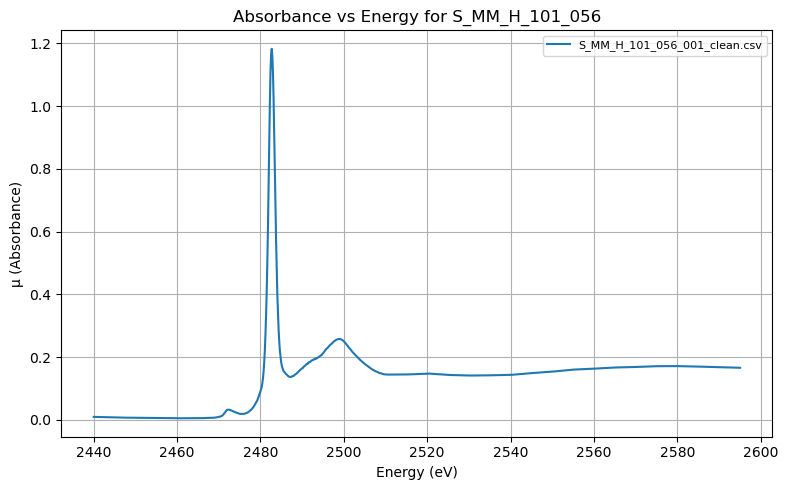 Absorbance vs Energy for S_MM_H_101_056
S_MM_H_101_056_001_clean.csv
μ (Absorbance)
1.2
1.0
0.8
0.6
0.4
0.2
0.0
2440 2460 2480 2500 2520 2540 2560 2580 2600
Energy (eV)